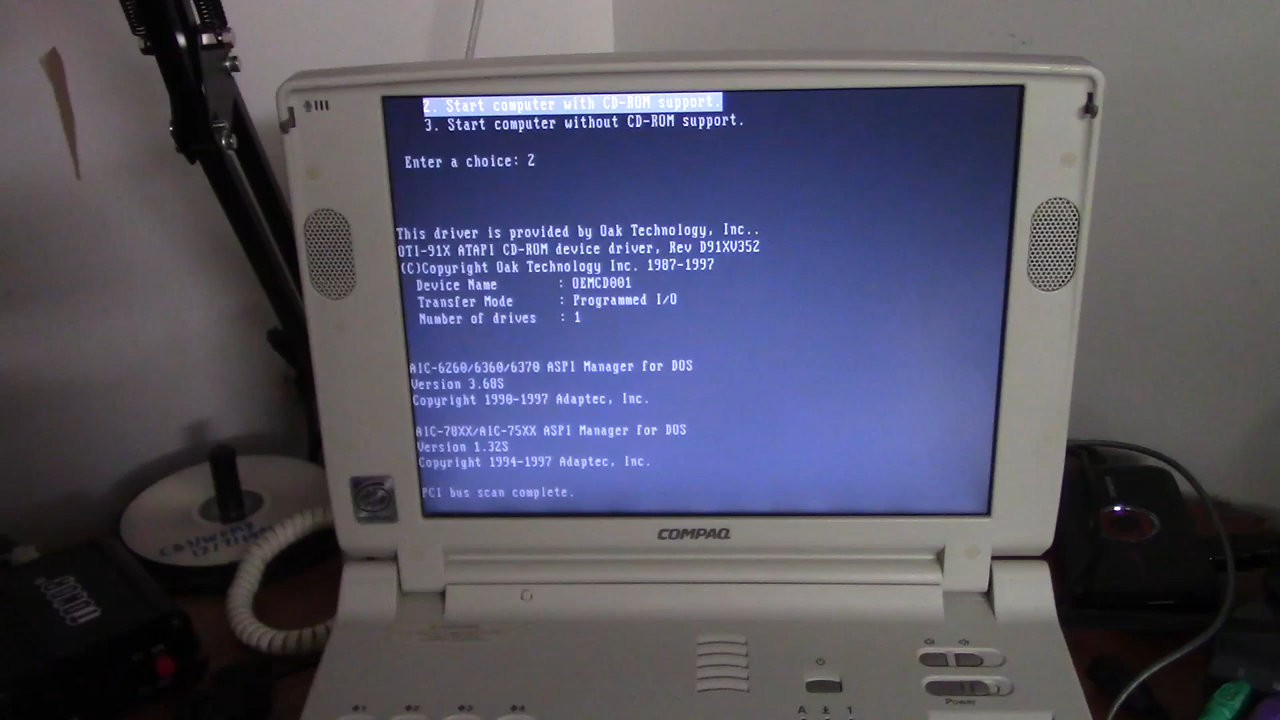 2. Start computer with CD-ROM support.
3. Start computer without CD-ROM support.
Enter a choice: 2
This driver is provided by Oak Technology, Inc..
OTI-91X ATAPI CD-ROM device driver, Rev D91XV352
(C)Copyright Oak Technology Inc. 1987-1997
Device Name : OEMCD001
Transfer Mode : Programmed I/O
Number of drives : 1
AIC-6260/6360/6370 ASPI Manager for DOS
Version 3.68S
Copyright 1990-1997 Adaptec, Inc.
AIC-78XX/AIC-75XX ASPI Manager for DOS
Version 1.32S
Copyright 1994-1997 Adaptec, Inc.
PCI bus scan complete.
COMPAQ
Power
A
1